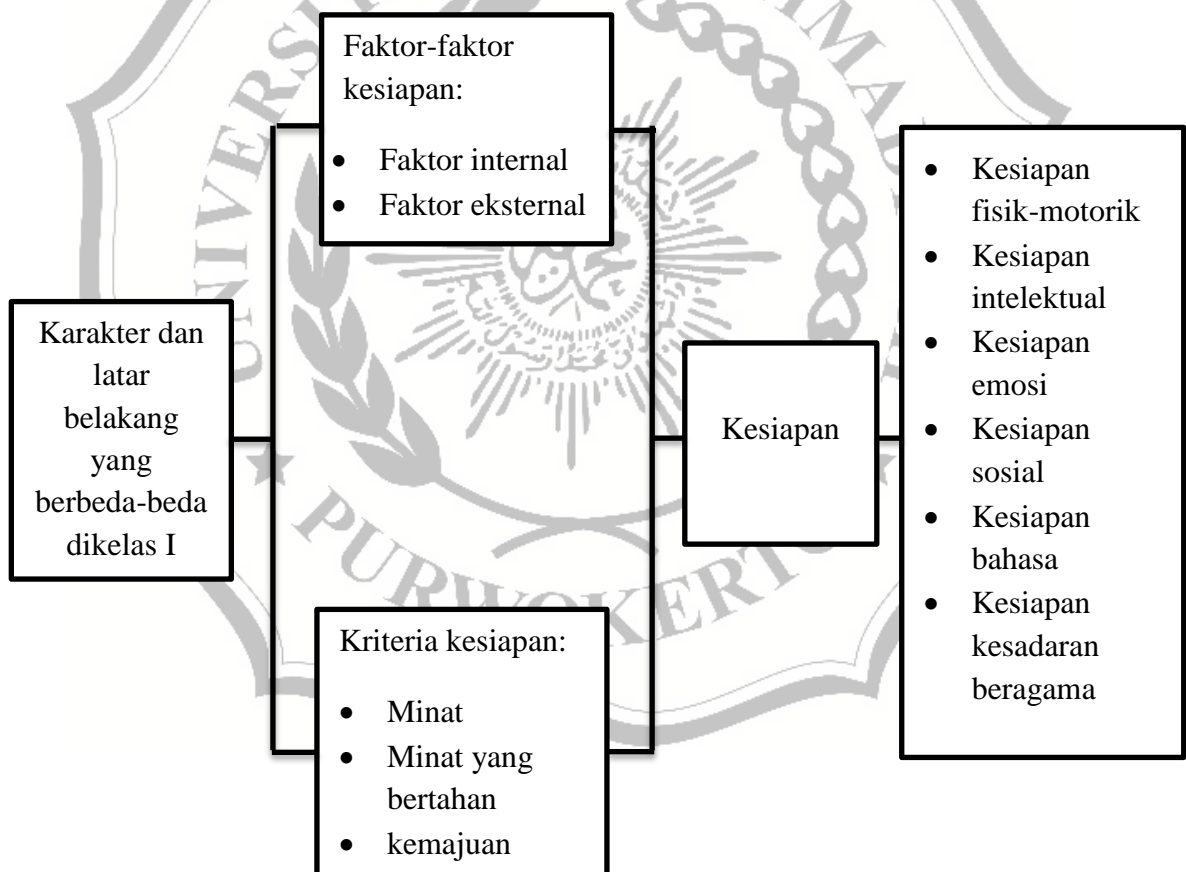 Faktor-faktor
kesiapan:
• Faktor internal
• Faktor eksternal
Karakter dan
latar
belakang
yang
berbeda-beda
dikelas I
Kriteria kesiapan:
• Minat
• Minat yang
bertahan
• kemajuan
Kesiapan
• Kesiapan
fisik-motorik
• Kesiapan
intelektual
• Kesiapan
emosi
• Kesiapan
sosial
• Kesiapan
bahasa
• Kesiapan
kesadaran
beragama
PURWOKERTO